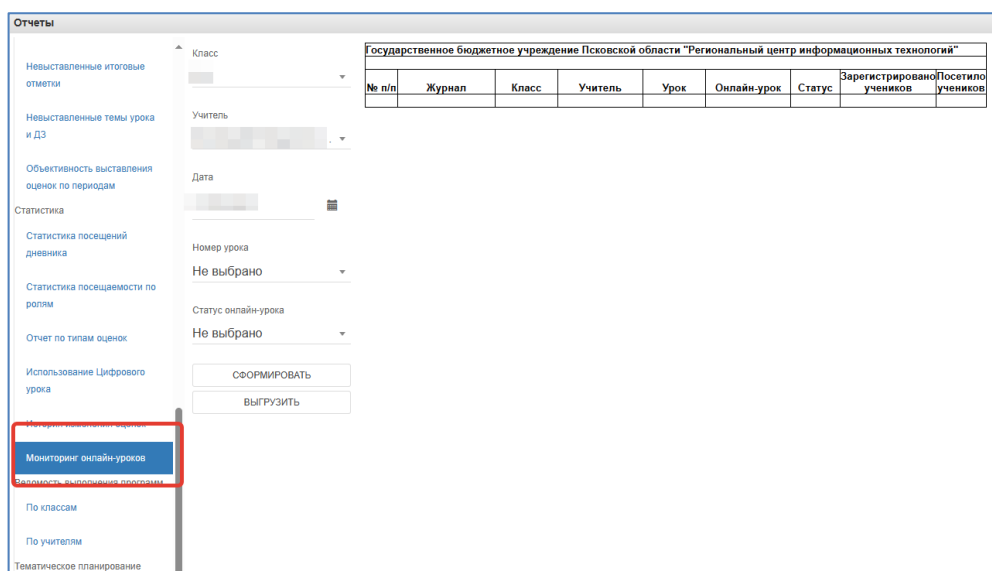 Отчеты
Невыставленные итоговые
отметки
Невыставленные темы урока
и ДЗ
Объективность выставления
оценок по периодам
Статистика
Статистика посещений
дневника
Статистика посещаемости по
ролям
Отчет по типам оценок
Использование Цифрового
урока
История изменения оценок
Мониторинг онлайн-уроков
Ведомость выполнения программ
По классам
По учителям
Тематическое планирование
Класс
Учитель
Дата
Номер урока
Не выбрано
Статус онлайн-урока
Не выбрано
СФОРМИРОВАТЬ
ВЫГРУЗИТЬ
Государственное бюджетное учреждение Псковской области "Региональный центр информационных технологий"
№ п/п Журнал Класс Учитель Урок Онлайн-урок Статус Зарегистрировано учеников Посетило учеников